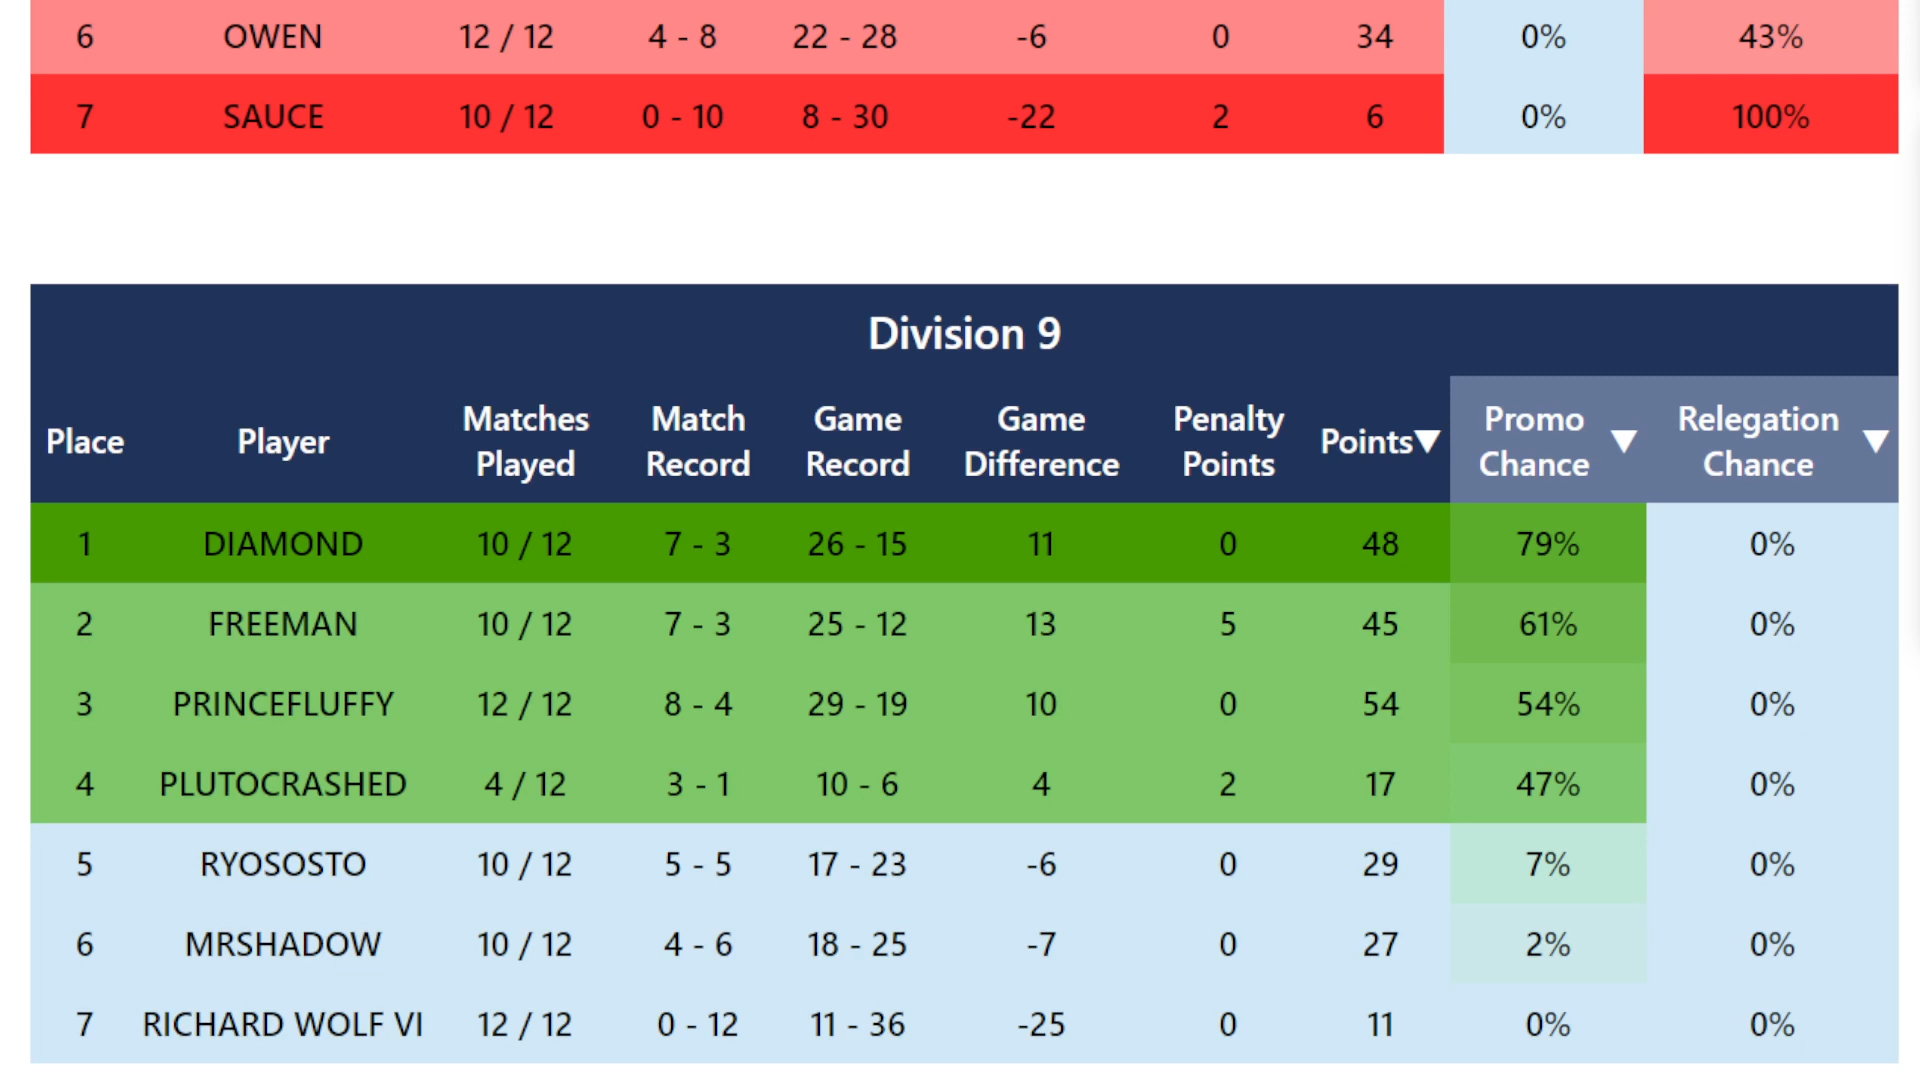 6 OWEN 12 / 12 4 - 8 22 - 28 -6 0 34 0% 43%
7 SAUCE 10 / 12 0 - 10 8 - 30 -22 2 6 0% 100%
Division 9
Place Player Matches Played Match Record Game Record Game Difference Penalty Points Points▼ Promo Chance ▼ Relegation Chance ▼
1 DIAMOND 10 / 12 7 - 3 26 - 15 11 0 48 79% 0%
2 FREEMAN 10 / 12 7 - 3 25 - 12 13 5 45 61% 0%
3 PRINCEFLUFFY 12 / 12 8 - 4 29 - 19 10 0 54 54% 0%
4 PLUTOCRASHED 4 / 12 3 - 1 10 - 6 4 2 17 47% 0%
5 RYOSOSTO 10 / 12 5 - 5 17 - 23 -6 0 29 7% 0%
6 MRSHADOW 10 / 12 4 - 6 18 - 25 -7 0 27 2% 0%
7 RICHARD WOLF VI 12 / 12 0 - 12 11 - 36 -25 0 11 0% 0%